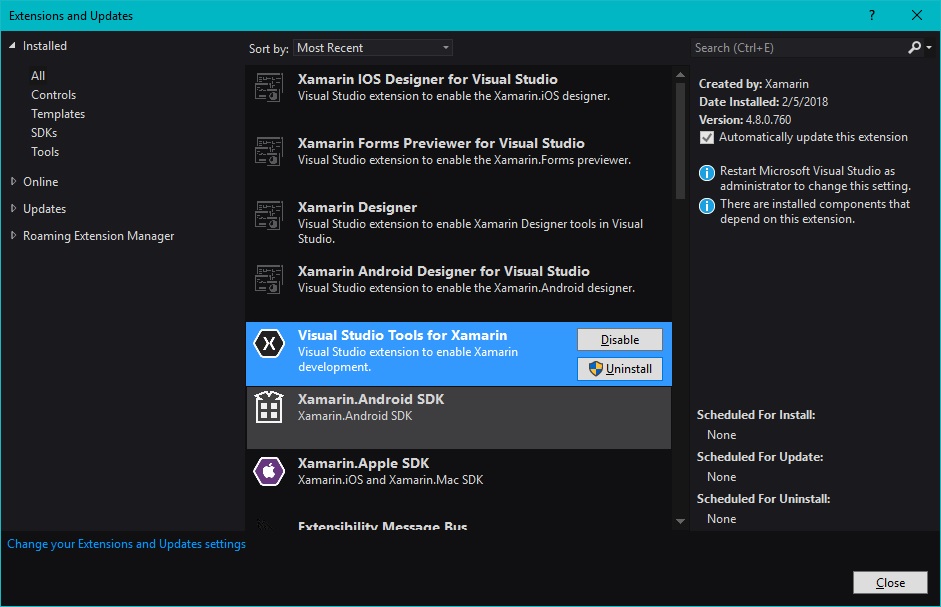 Extensions and Updates
?
Installed
All
Controls
Templates
SDKs
Tools
Online
Updates
Roaming Extension Manager
Sort by: Most Recent
Xamarin IOS Designer for Visual Studio
Visual Studio extension to enable the Xamarin.iOS designer.
Xamarin Forms Previewer for Visual Studio
Visual Studio extension to enable the Xamarin.Forms previewer.
Xamarin Designer
Visual Studio extension to enable Xamarin Designer tools in Visual
Studio.
Xamarin Android Designer for Visual Studio
Visual Studio extension to enable the Xamarin.Android designer.
Visual Studio Tools for Xamarin
Visual Studio extension to enable Xamarin
development.
Disable
Uninstall
Xamarin.Android SDK
Xamarin.Android SDK
Xamarin.Apple SDK
Xamarin.iOS and Xamarin.Mac SDK
Extensibility Message Bus
Search (Ctrl+E)
Created by: Xamarin
Date Installed: 2/5/2018
Version: 4.8.0.760
Automatically update this extension
Restart Microsoft Visual Studio as
administrator to change this setting.
There are installed components that
depend on this extension.
Scheduled For Install:
None
Scheduled For Update:
None
Scheduled For Uninstall:
None
Change your Extensions and Updates settings
Close